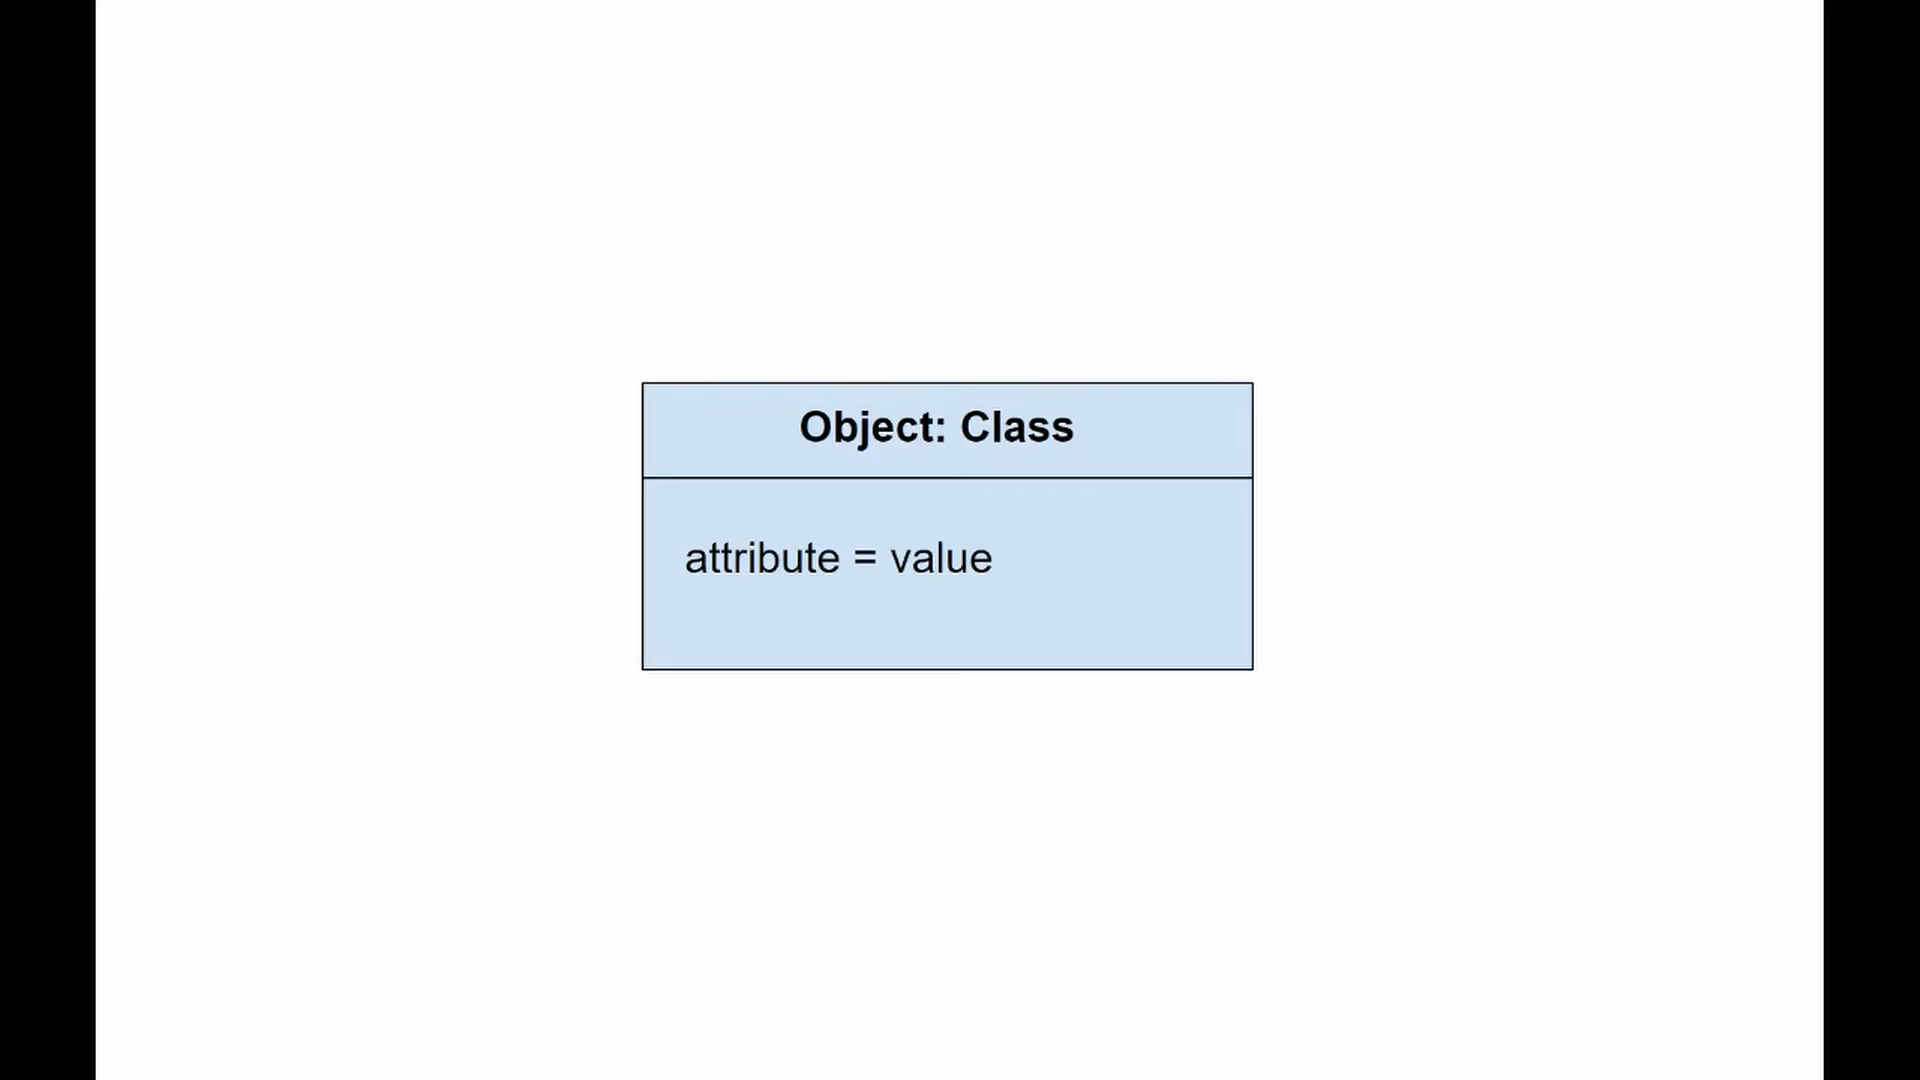 Object: Class
attribute = value